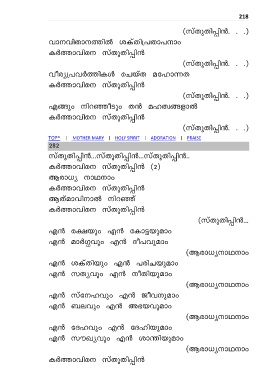 218
(സ്തുതിപ്പിൻ. . .)
വാനവിതാനത്തിൽ ശക്തിപ്രതാപനാം
കർത്താവിനെ സ്തുതിപ്പിൻ
(സ്തുതിപ്പിൻ. . .)
വീര്യപ്രവർത്തികൾ ചെയ്ത മഹോന്നത
കർത്താവിനെ സ്തുതിപ്പിൻ
(സ്തുതിപ്പിൻ. . .)
എങ്ങും നിറഞ്ഞീടും തൻ മഹത്വങ്ങളാൽ
കർത്താവിനെ സ്തുതിപ്പിൻ
(സ്തുതിപ്പിൻ. . .)
TOP* | MOTHER MARY | HOLY SPIRIT | ADORATION | PRAISE
282
സ്തുതിപ്പിൻ...സ്തുതിപ്പിൻ...സ്തുതിപ്പിൻ..
കർത്താവിനെ സ്തുതിപ്പിൻ (2)
ആരാധ്യ നാഥനാം
കർത്താവിനെ സ്തുതിപ്പിൻ
ആത്മാവിനാൽ നിറഞ്ഞ്
കർത്താവിനെ സ്തുതിപ്പിൻ
(സ്തുതിപ്പിൻ...
എൻ രക്ഷയും എൻ കോട്ടയുമാം
എൻ മാർഗ്ഗവും എൻ ദീപവുമാം
(ആരാധ്യനാഥനാം
എൻ ശക്തിയും എൻ പരിചയുമാം
എൻ സത്യവും എൻ നീതിയുമാം
(ആരാധ്യനാഥനാം
എൻ സ്നേഹവും എൻ ജീവനുമാം
എൻ ബലവും എൻ അഭയവുമാം
(ആരാധ്യനാഥനാം
എൻ ദേഹവും എൻ ദേഹിയുമാം
എൻ സൗഖ്യവും എൻ ശാന്തിയുമാം
(ആരാധ്യനാഥനാം
കർത്താവിനെ സ്തുതിപ്പിൻ